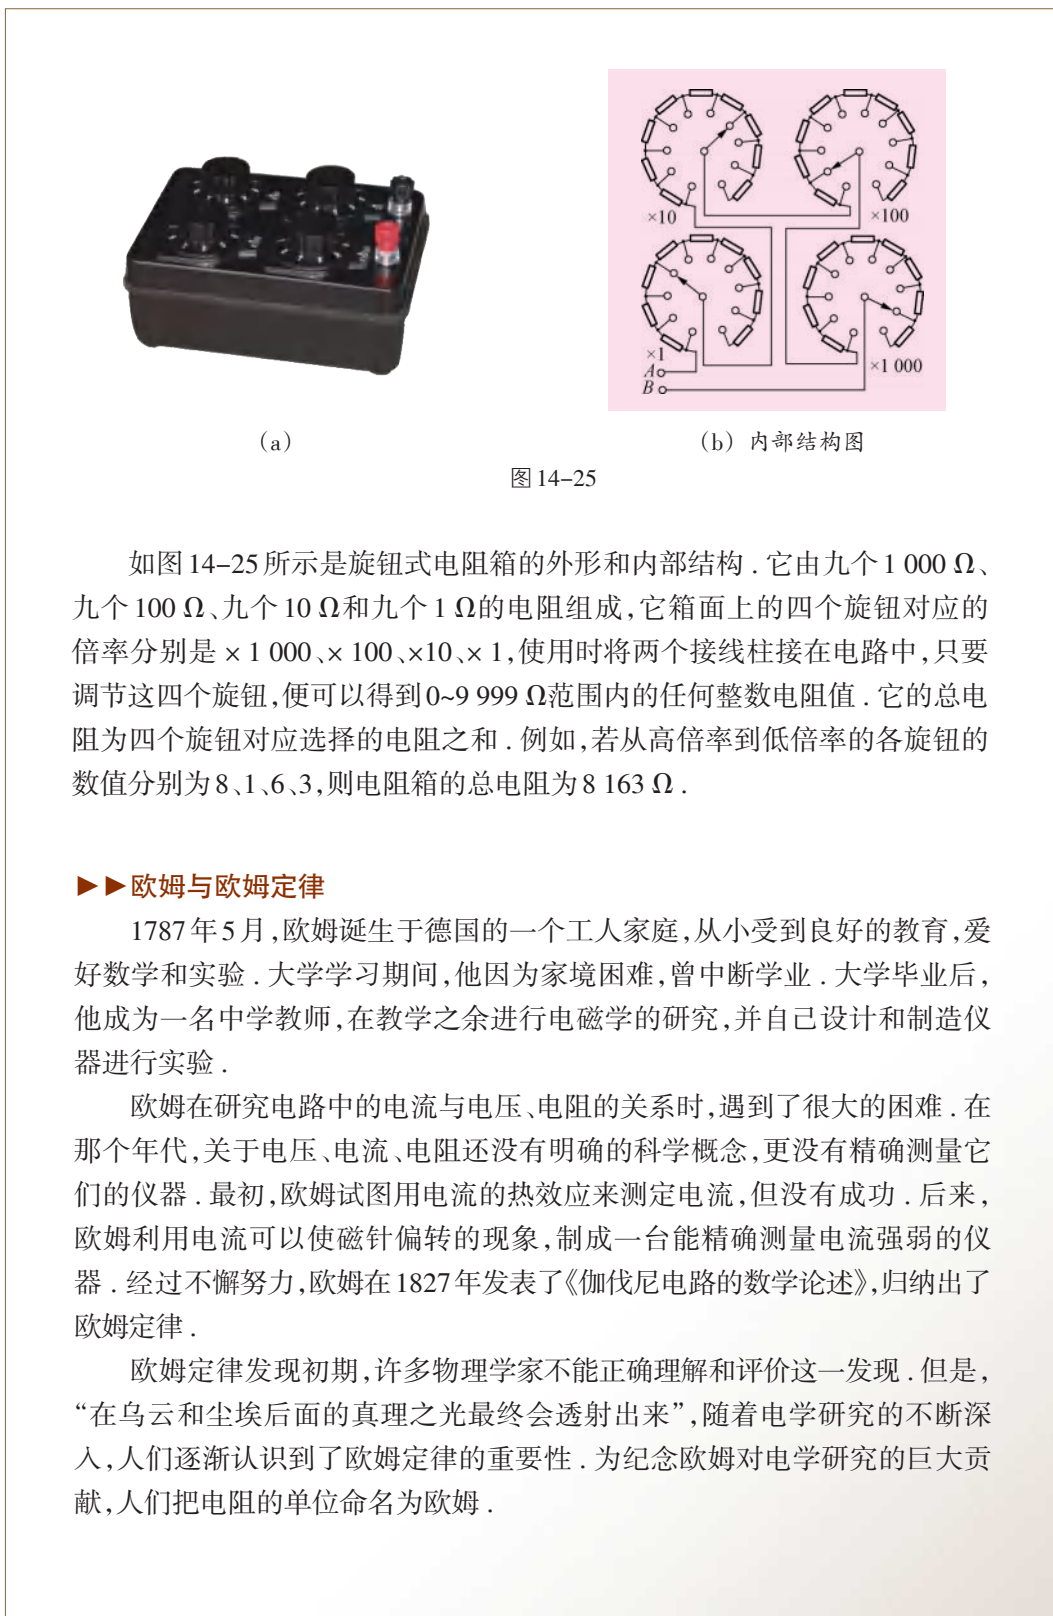 ×10
×100
×1
×1 000
A
B
(a)
(b) 内部结构图
图 14-25
如图 14-25 所示是旋钮式电阻箱的外形和内部结构．它由九个 1 000 Ω、
九个 100 Ω、九个 10 Ω和九个 1 Ω的电阻组成,它箱面上的四个旋钮对应的
倍率分别是 × 1 000、× 100、×10、× 1,使用时将两个接线柱接在电路中,只要
调节这四个旋钮,便可以得到 0~9 999 Ω范围内的任何整数电阻值．它的总电
阻为四个旋钮对应选择的电阻之和．例如,若从高倍率到低倍率的各旋钮的
数值分别为 8、1、6、3,则电阻箱的总电阻为 8 163 Ω．
▶▶欧姆与欧姆定律
1787 年 5 月,欧姆诞生于德国的一个工人家庭,从小受到良好的教育,爱
好数学和实验．大学学习期间,他因为家境困难,曾中断学业．大学毕业后,
他成为一名中学教师,在教学之余进行电磁学的研究,并自己设计和制造仪
器进行实验．
欧姆在研究电路中的电流与电压、电阻的关系时,遇到了很大的困难．在
那个年代,关于电压、电流、电阻还没有明确的科学概念,更没有精确测量它
们的仪器．最初,欧姆试图用电流的热效应来测定电流,但没有成功．后来,
欧姆利用电流可以使磁针偏转的现象,制成一台能精确测量电流强弱的仪
器．经过不懈努力,欧姆在 1827 年发表了《伽伐尼电路的数学论述》,归纳出了
欧姆定律．
欧姆定律发现初期,许多物理学家不能正确理解和评价这一发现．但是,
“在乌云和尘埃后面的真理之光最终会透射出来”,随着电学研究的不断深
入,人们逐渐认识到了欧姆定律的重要性．为纪念欧姆对电学研究的巨大贡
献,人们把电阻的单位命名为欧姆．